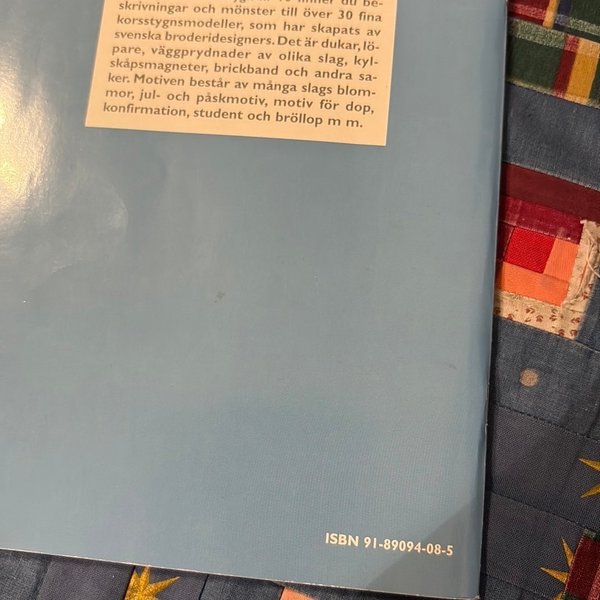 du be-
skrivningar och mönster till över 30 fina
korsstygnsmodeller, som har skapats av
svenska broderidesigners. Det är dukar, lö-
pare, väggprydnader av olika slag, kyl-
skåpsmagneter, brickband och andra sa-
ker. Motiven består av många slags blom-
mor, jul- och påskmotiv, motiv för dop,
konfirmation, student och bröllop m m.
ISBN 91-89094-08-5